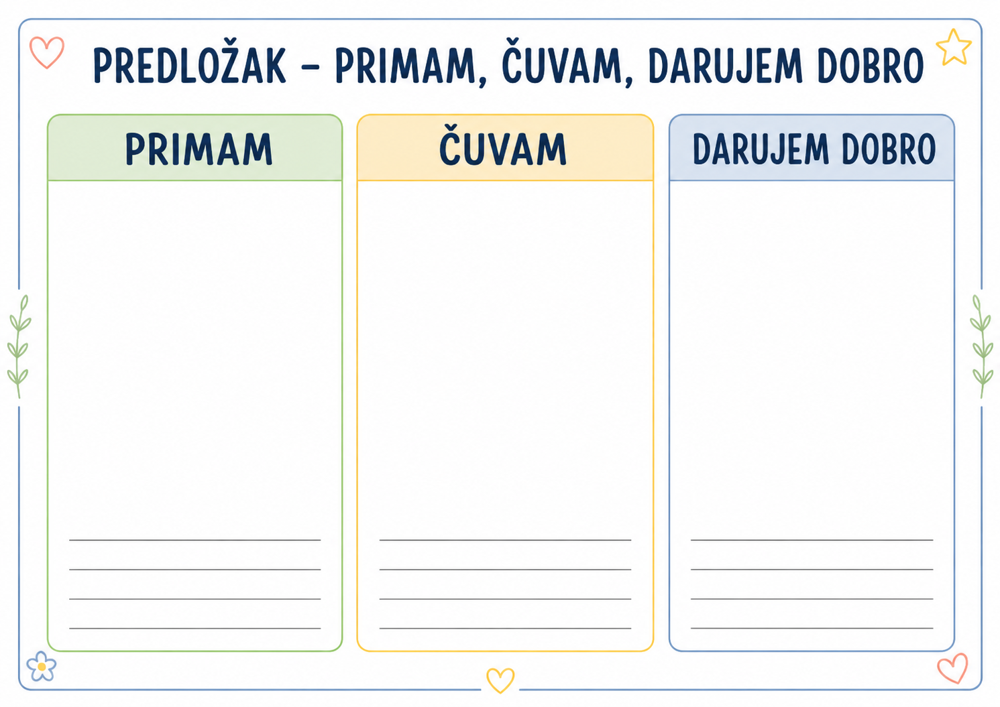 PREDLOŽAK – PRIMAM, ČUVAM, DARUJEM DOBRO
PRIMAM
ČUVAM
DARUJEM DOBRO